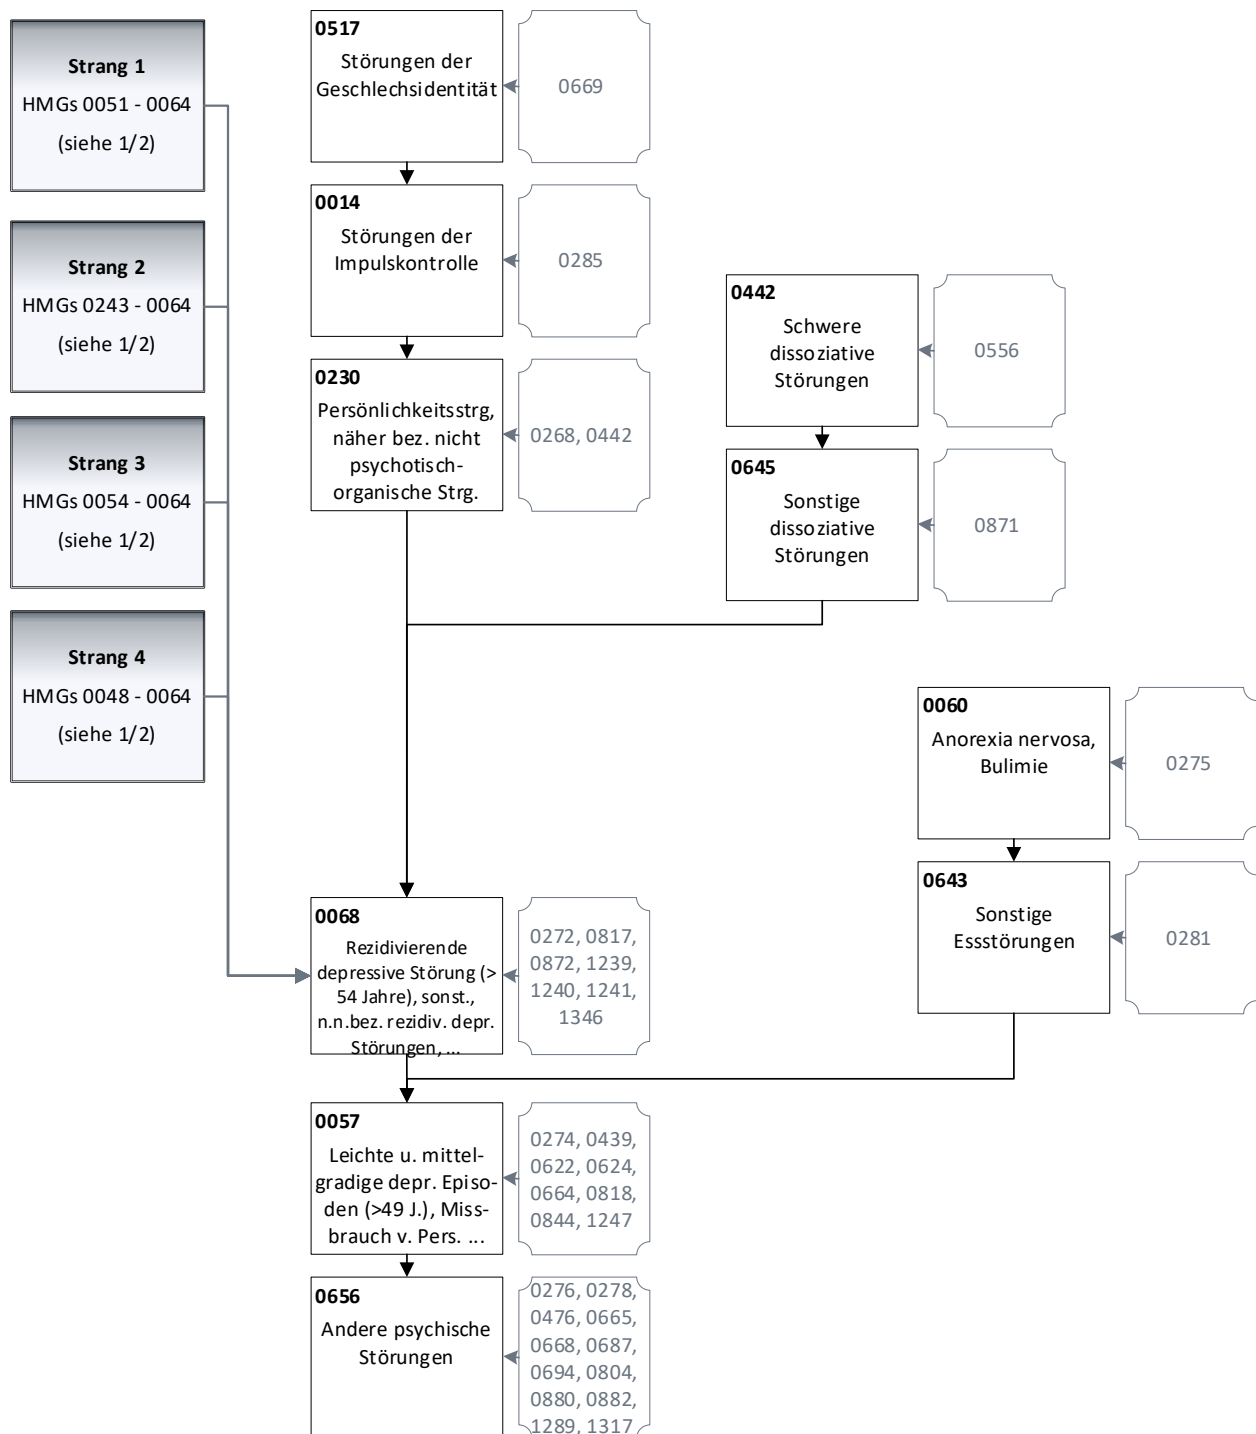 Strang 1
HMGs 0051 - 0064
(siehe 1/2)
Strang 2
HMGs 0243 - 0064
(siehe 1/2)
Strang 3
HMGs 0054 - 0064
(siehe 1/2)
Strang 4
HMGs 0048 - 0064
(siehe 1/2)
0517
Störungen der
Geschlechsidentität
0669
0014
Störungen der
Impulskontrolle
0285
0230
Persönlichkeitsstrg,
näher bez. nicht
psychotisch-
organische Strg.
0268, 0442
0442
Schwere
dissoziative
Störungen
0556
0645
Sonstige
dissoziative
Störungen
0871
0060
Anorexia nervosa,
Bulimie
0275
0643
Sonstige
Essstörungen
0281
0068
Rezidivierende
depressive Störung (>
54 Jahre), sonst.,
n.n.bez. rezidiv. depr.
Störungen, ...
0272, 0817,
0872, 1239,
1240, 1241,
1346
0057
Leichte u. mittel-
gradige depr. Episo-
den (>49 J.), Miss-
brauch v. Pers. ...
0274, 0439,
0622, 0624,
0664, 0818,
0844, 1247
0656
Andere psychische
Störungen
0276, 0278,
0476, 0665,
0668, 0687,
0694, 0804,
0880, 0882,
1289, 1317